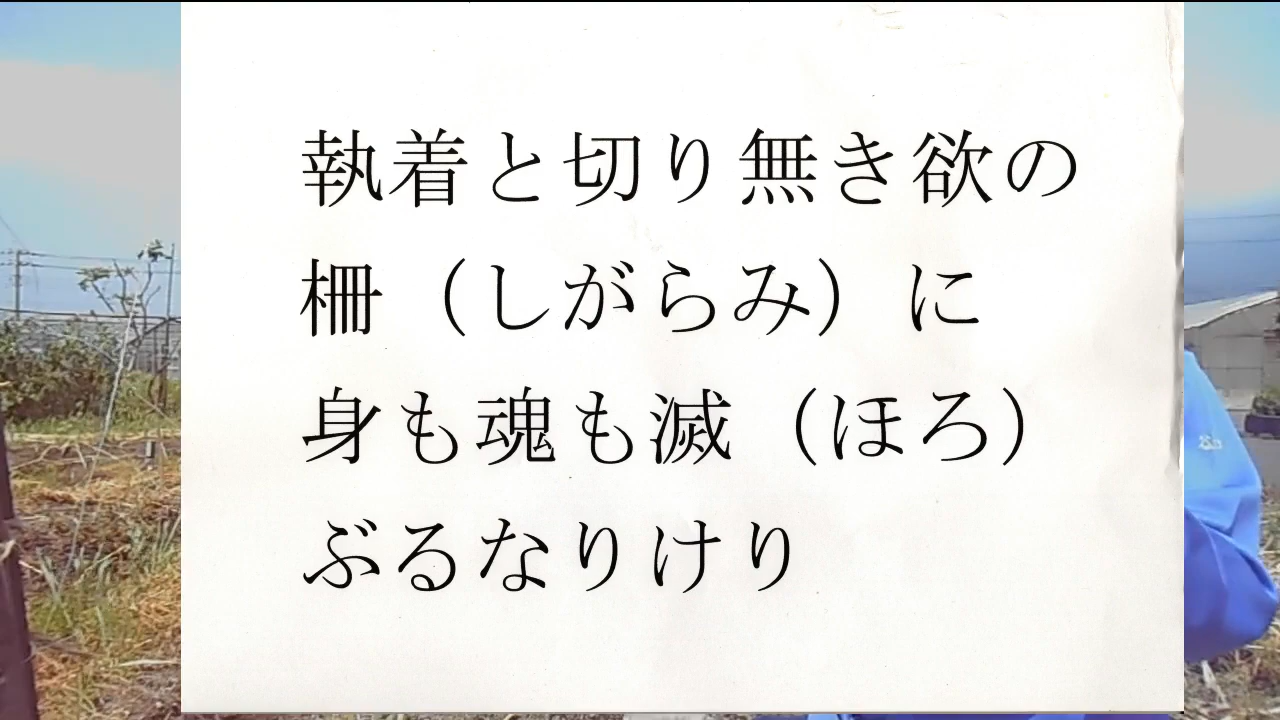 執着と切り無き欲の
柵（しがらみ）に
身も魂も滅（ほろ）
ぶるなりけり